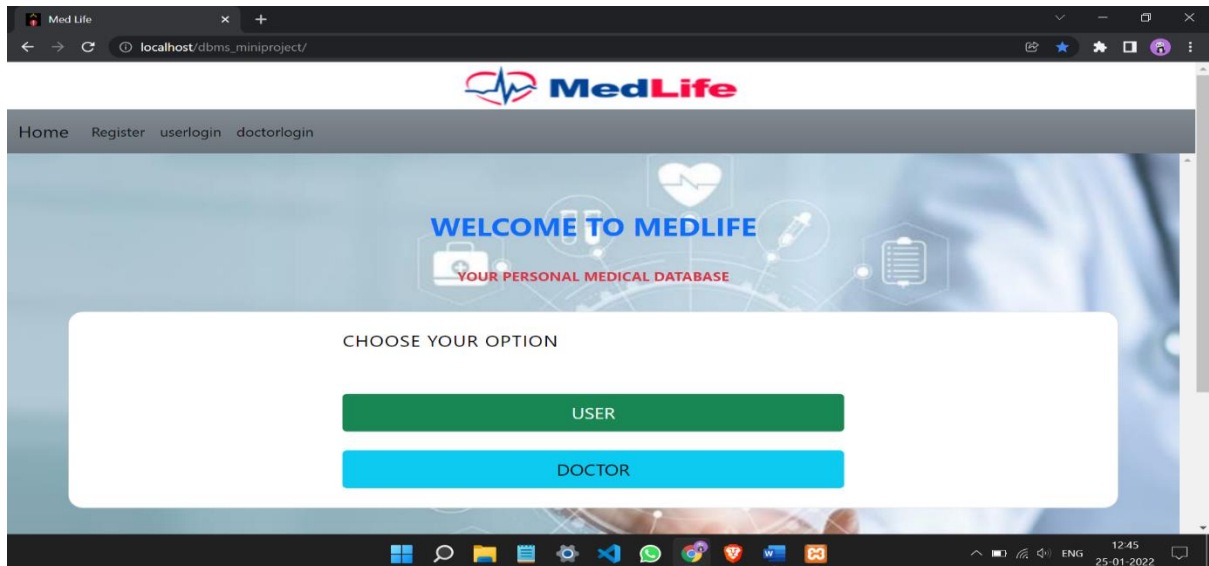 Med Life
localhost/dbms_miniproject/
MedLife
Home Register userlogin doctorlogin
WELCOME TO MEDLIFE
YOUR PERSONAL MEDICAL DATABASE
CHOOSE YOUR OPTION
USER
DOCTOR
ENG
12:45
25-01-2022